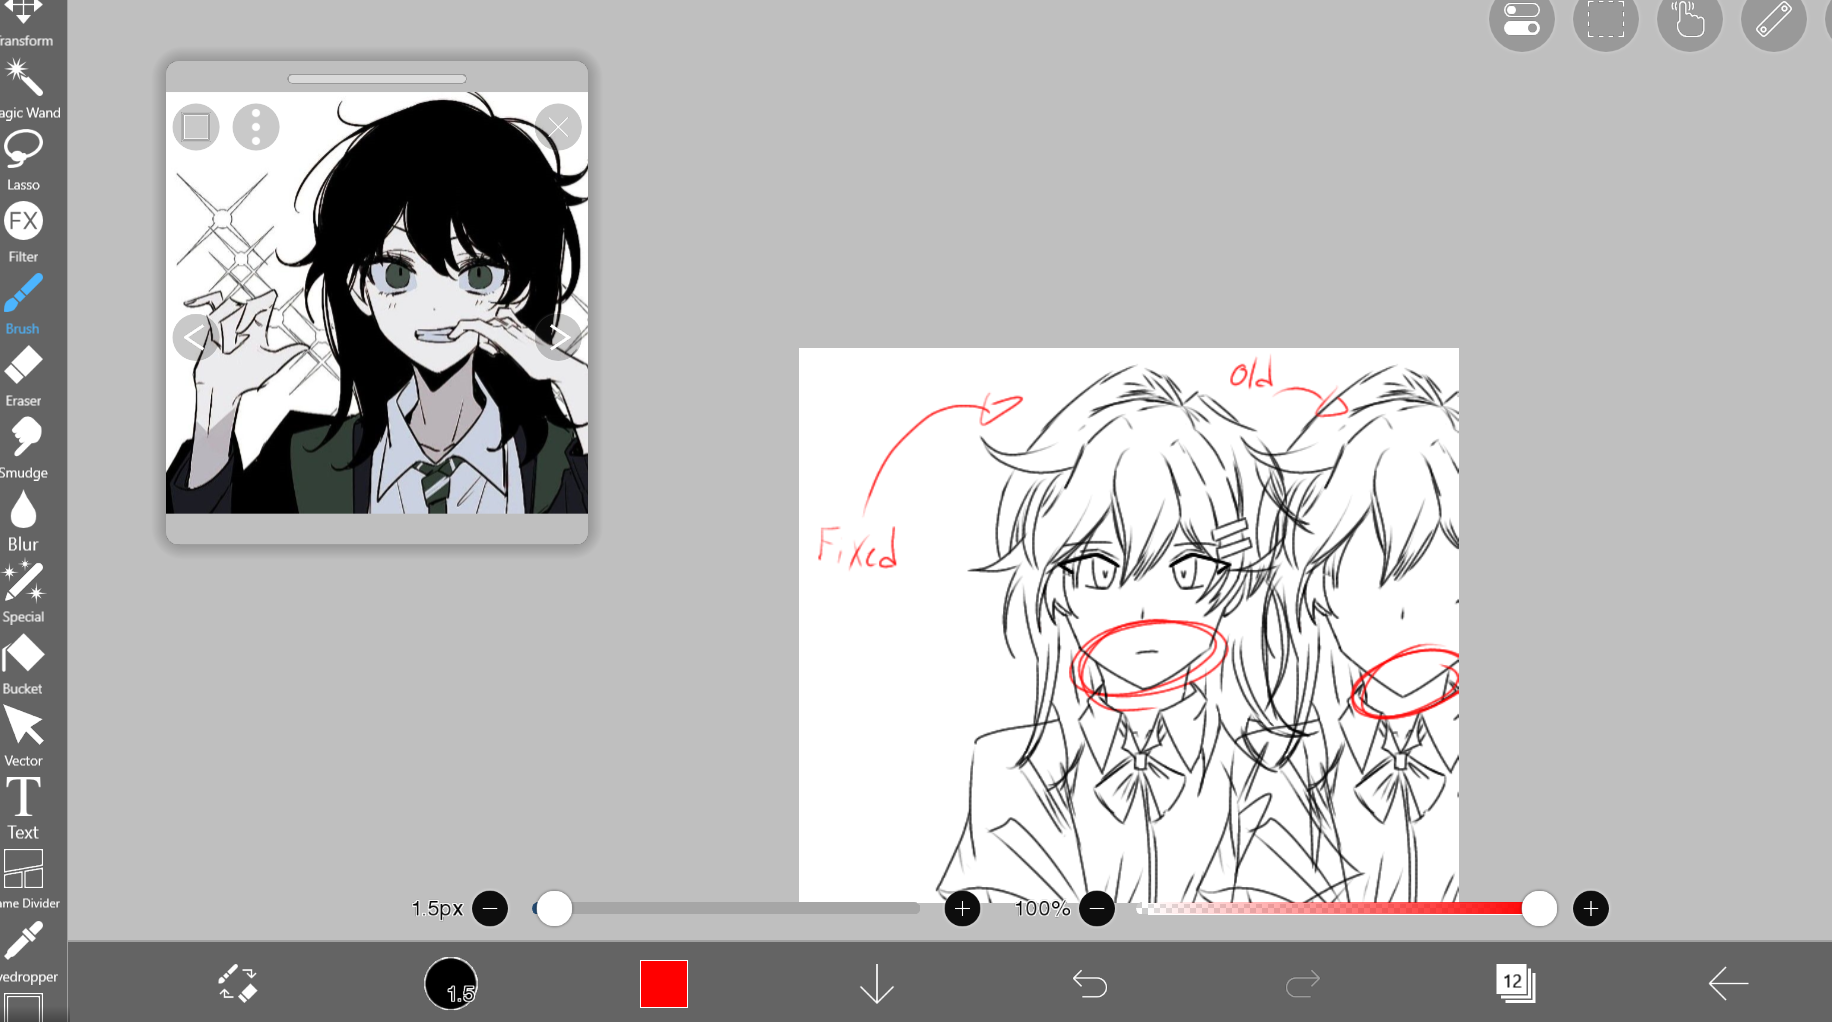 ransform
agic Wand
Lasso
FX
Filter
Brush
Eraser
Smudge
Blur
Special
Bucket
Vector
T
Text
ame Divider
yedropper
Old
Fixed
1.5px
100%
1.5
12